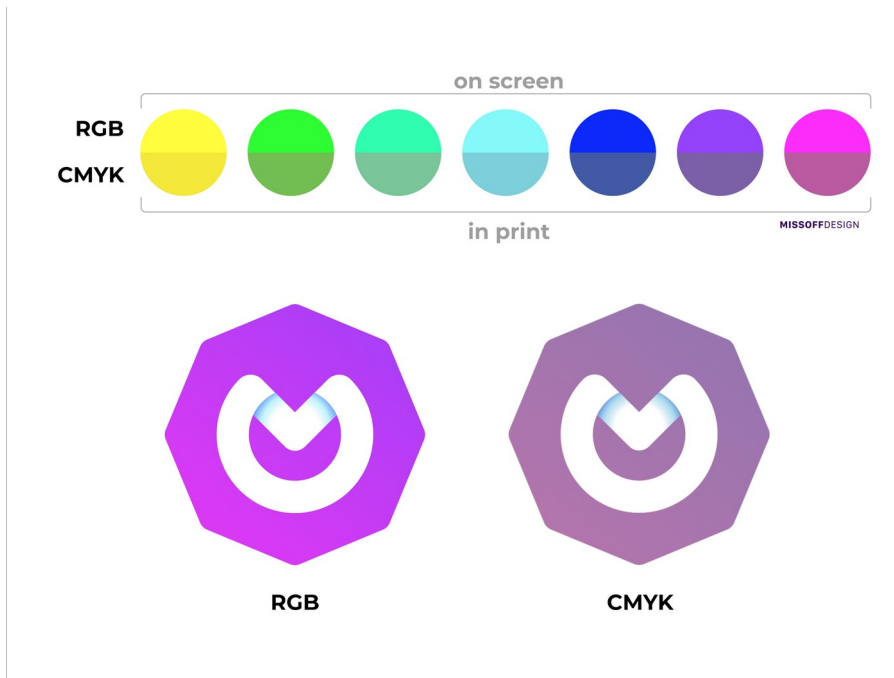 on screen
RGB
CMYK
in print
MISSOFFDESIGN
RGB
CMYK